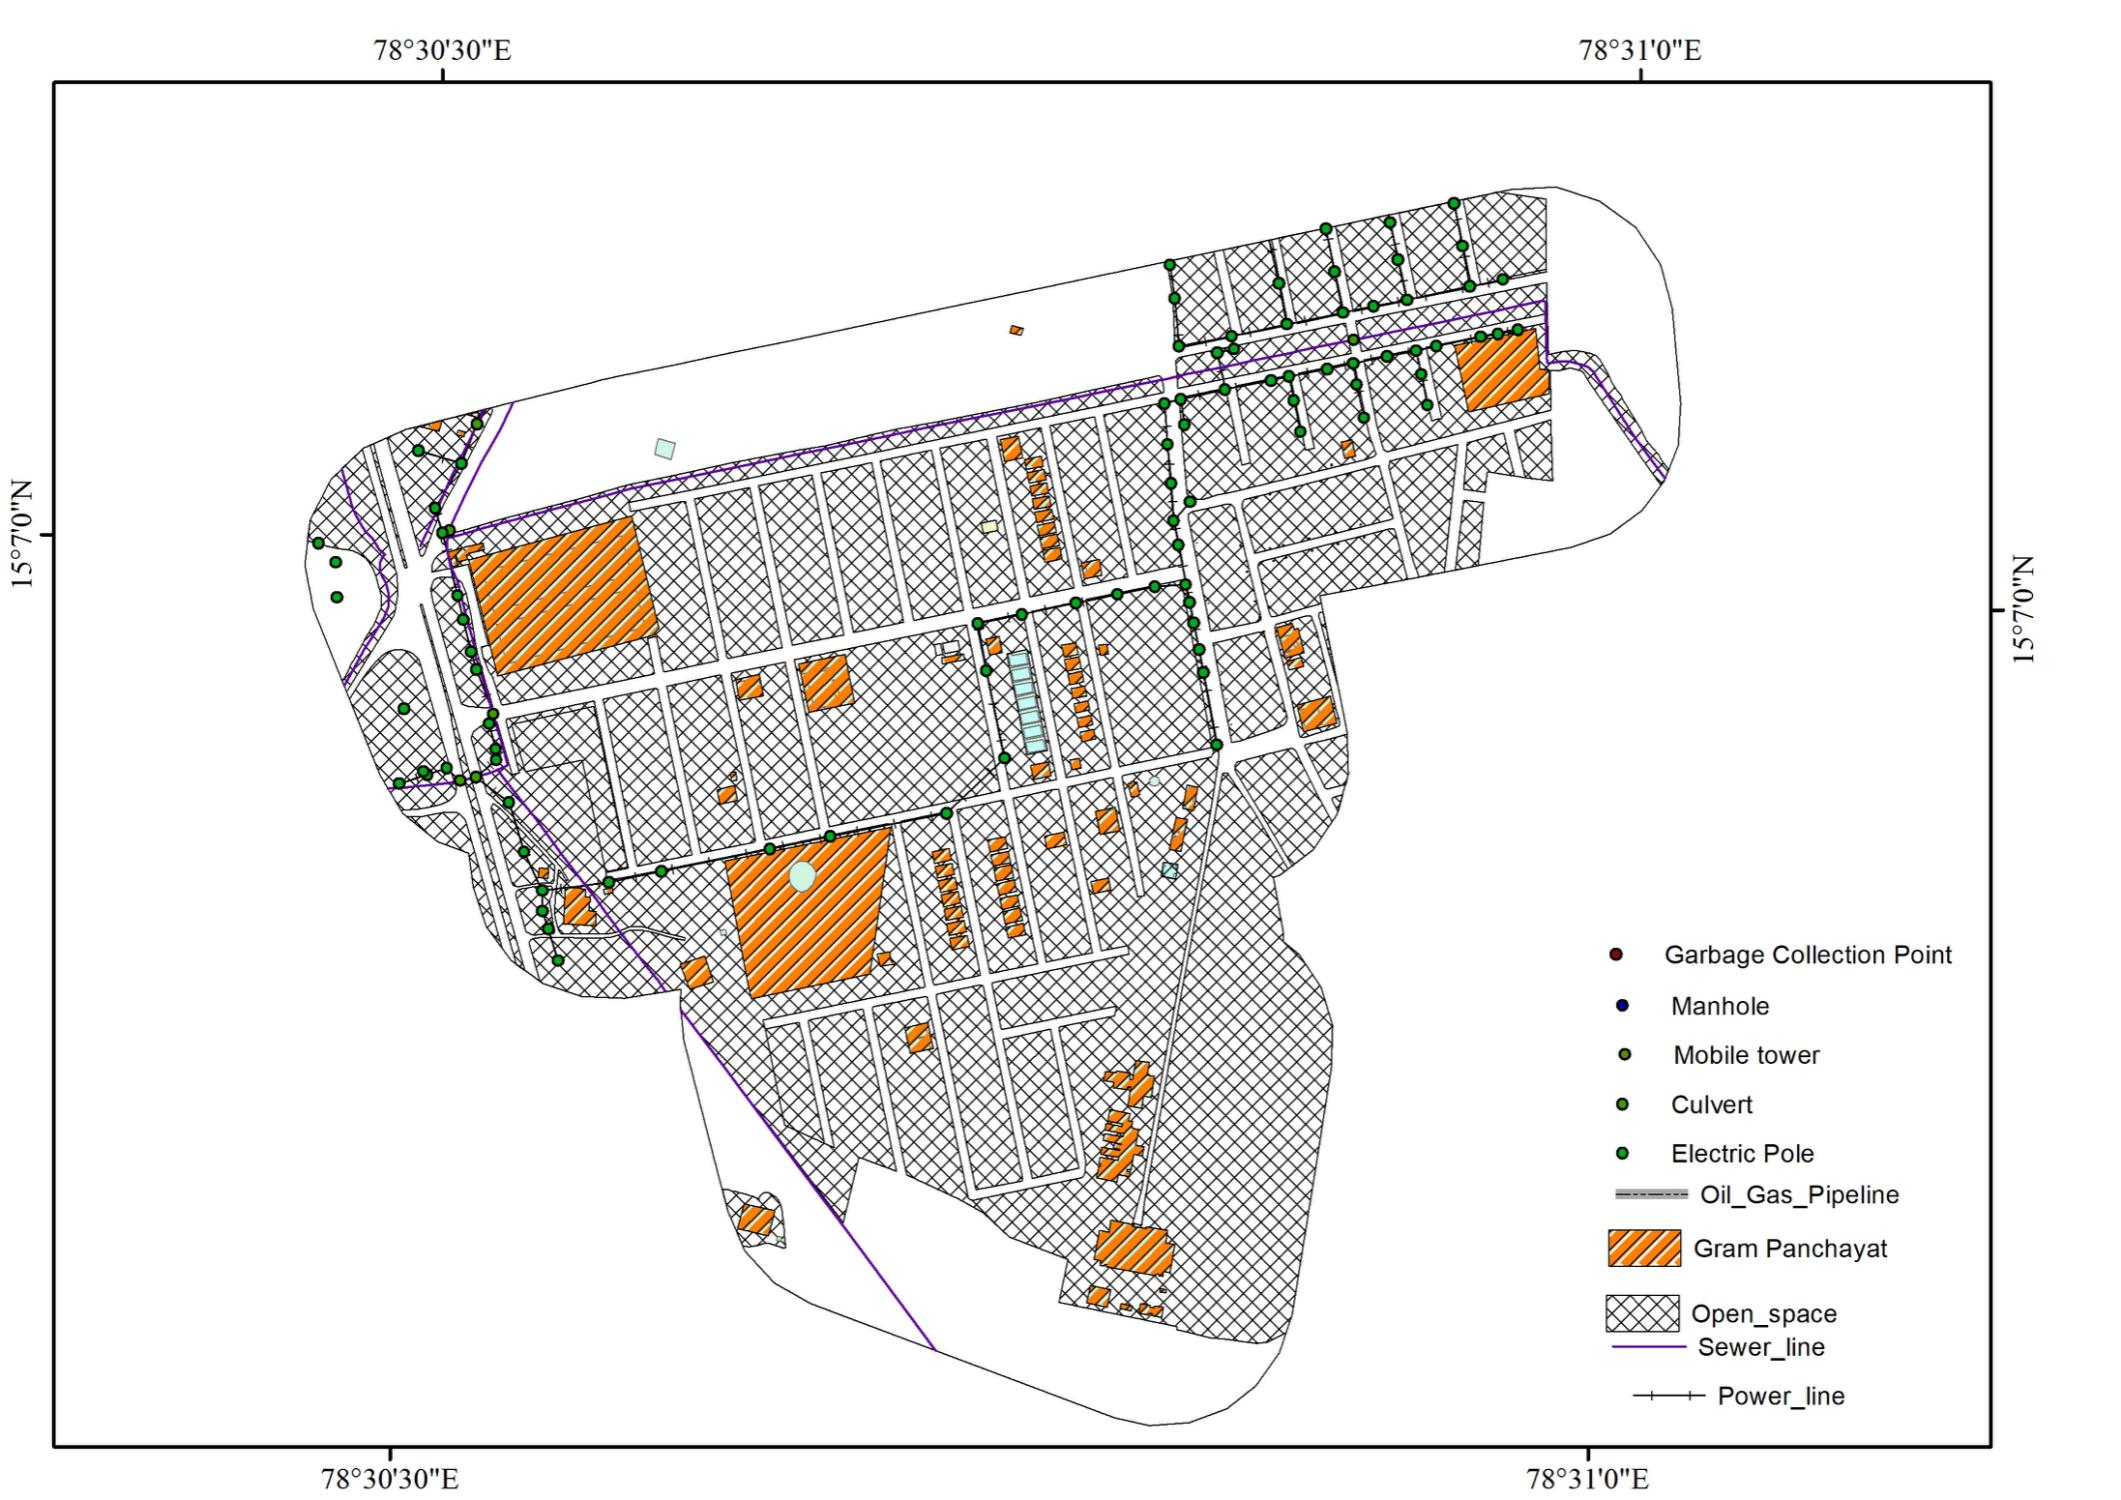 78°30'30"E
78°31'0"E
15°7'0"N
15°7'0"N
Garbage Collection Point
Manhole
Mobile tower
Culvert
Electric Pole
Oil_Gas_Pipeline
Gram Panchayat
Open_space
Sewer_line
Power_line
78°30'30"E
78°31'0"E